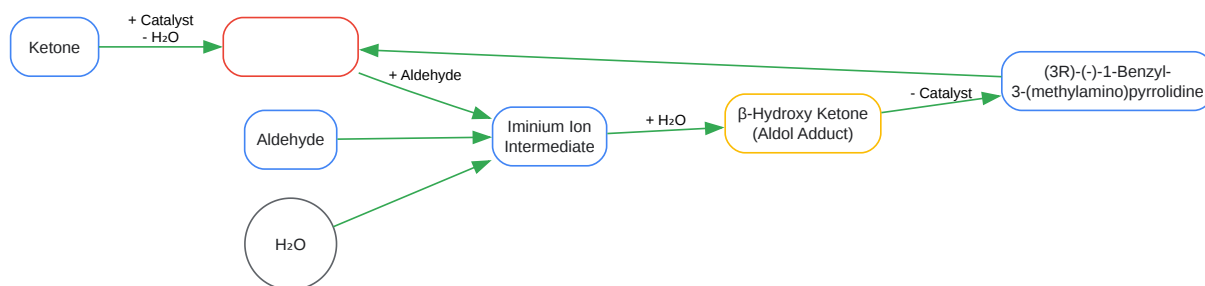 Ketone
+ Catalyst
- H₂O
+ Aldehyde
Aldehyde
H₂O
Iminium Ion
Intermediate
+ H₂O
β-Hydroxy Ketone
(Aldol Adduct)
- Catalyst
(3R)-(-)-1-Benzyl-
3-(methylamino)pyrrolidine